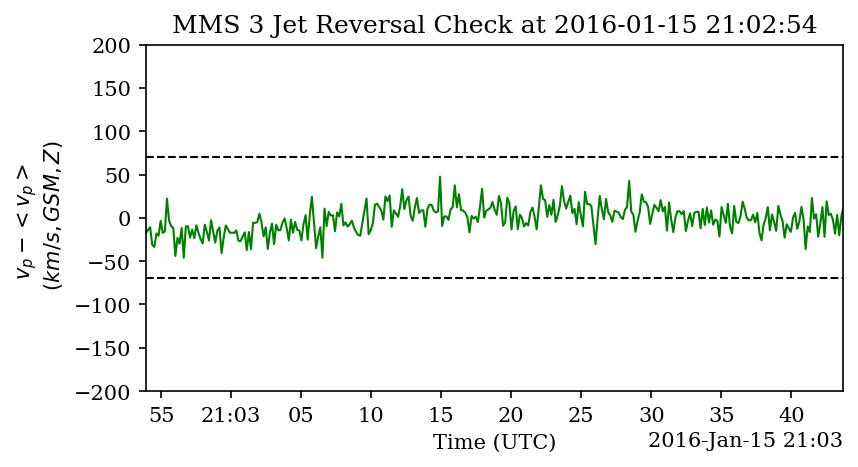 MMS 3 Jet Reversal Check at 2016-01-15 21:02:54
200
150
100
50
0
−50
−100
−150
−200
v_p − < v_p >
(km/s, GSM, Z)
55 21:03 05 10 15 20 25 30 35 40
Time (UTC)
2016-Jan-15 21:03